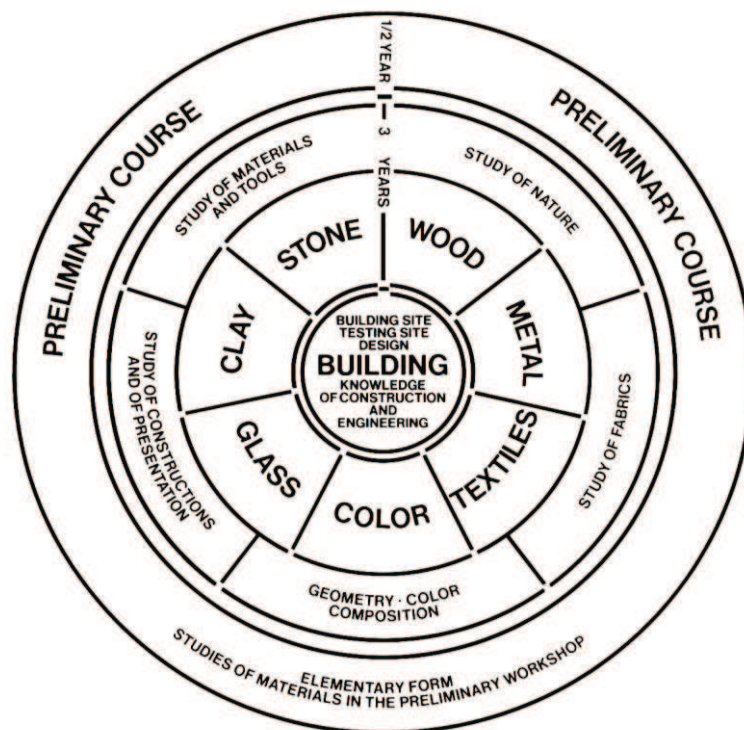 1/2 YEAR
3 YEARS
PRELIMINARY COURSE
PRELIMINARY COURSE
STUDY OF MATERIALS
AND TOOLS
STUDY OF NATURE
STONE
WOOD
CLAY
METAL
BUILDING SITE
TESTING SITE
DESIGN
BUILDING
KNOWLEDGE
OF CONSTRUCTION
AND
ENGINEERING
STUDY OF CONSTRUCTIONS
AND OF PRESENTATION
STUDY OF FABRICS
GLASS
TEXTILES
COLOR
GEOMETRY · COLOR
COMPOSITION
ELEMENTARY FORM
STUDIES OF MATERIALS IN THE PRELIMINARY WORKSHOP